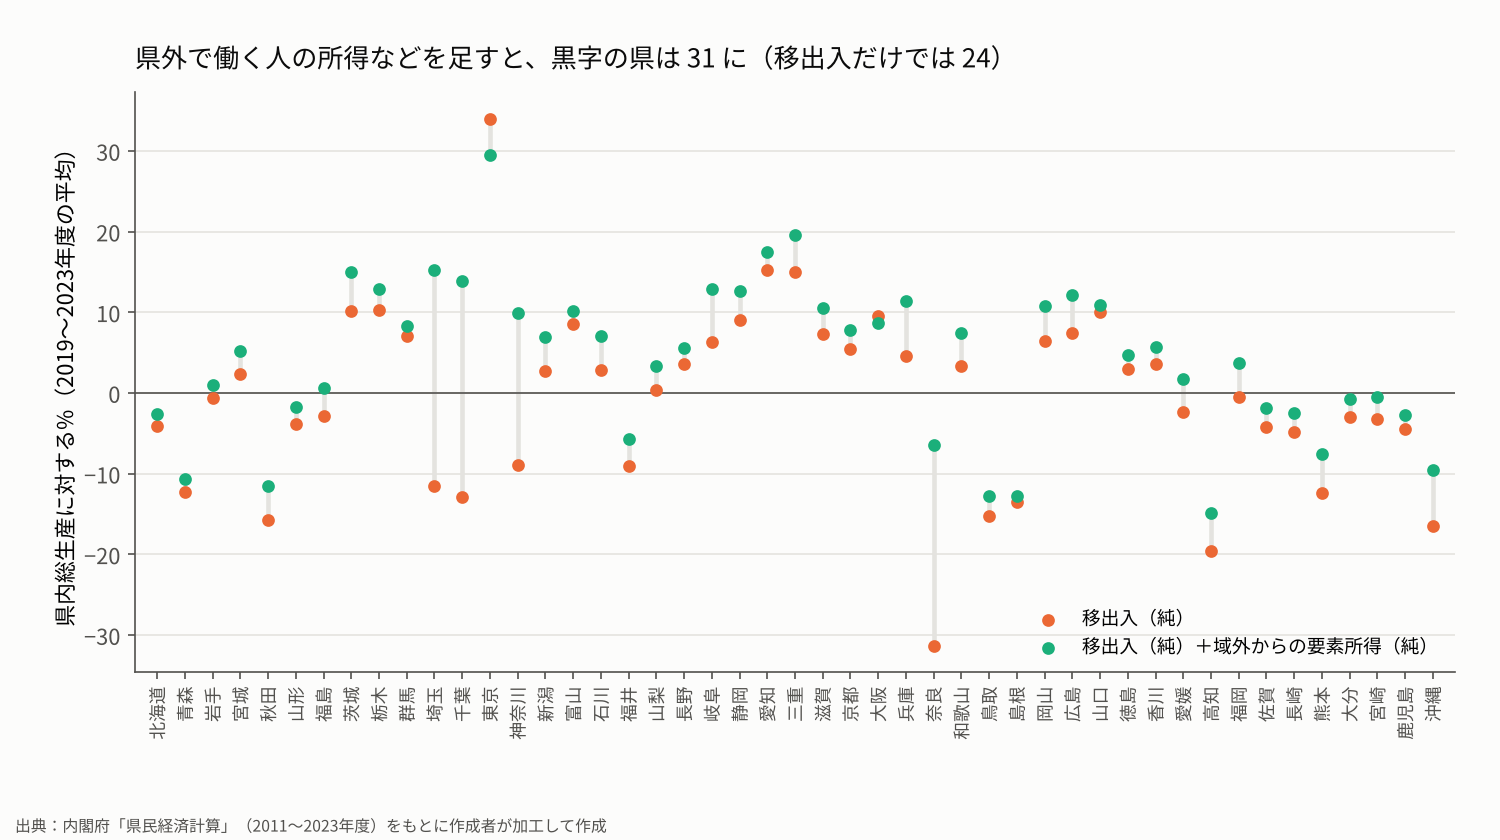 県外で働く人の所得などを足すと、黒字の県は 31 に（移出入だけでは 24）
県内総生産に対する%（2019～2023年度の平均）
30
20
10
0
−10
−20
−30
移出入（純）
移出入（純）＋域外からの要素所得（純）
北海道
青森
岩手
宮城
秋田
山形
福島
茨城
栃木
群馬
埼玉
千葉
東京
神奈川
新潟
富山
石川
福井
山梨
長野
岐阜
静岡
愛知
三重
滋賀
京都
大阪
兵庫
奈良
和歌山
鳥取
島根
岡山
広島
山口
徳島
香川
愛媛
高知
福岡
佐賀
長崎
熊本
大分
宮崎
鹿児島
沖縄
出典：内閣府「県民経済計算」（2011～2023年度）をもとに作成者が加工して作成